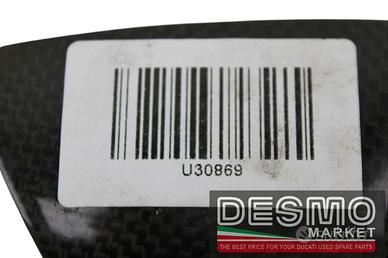 U30869
DESMO
MARKET
THE BEST PRICE FOR YOUR DUCATI USED SPARE PARTS